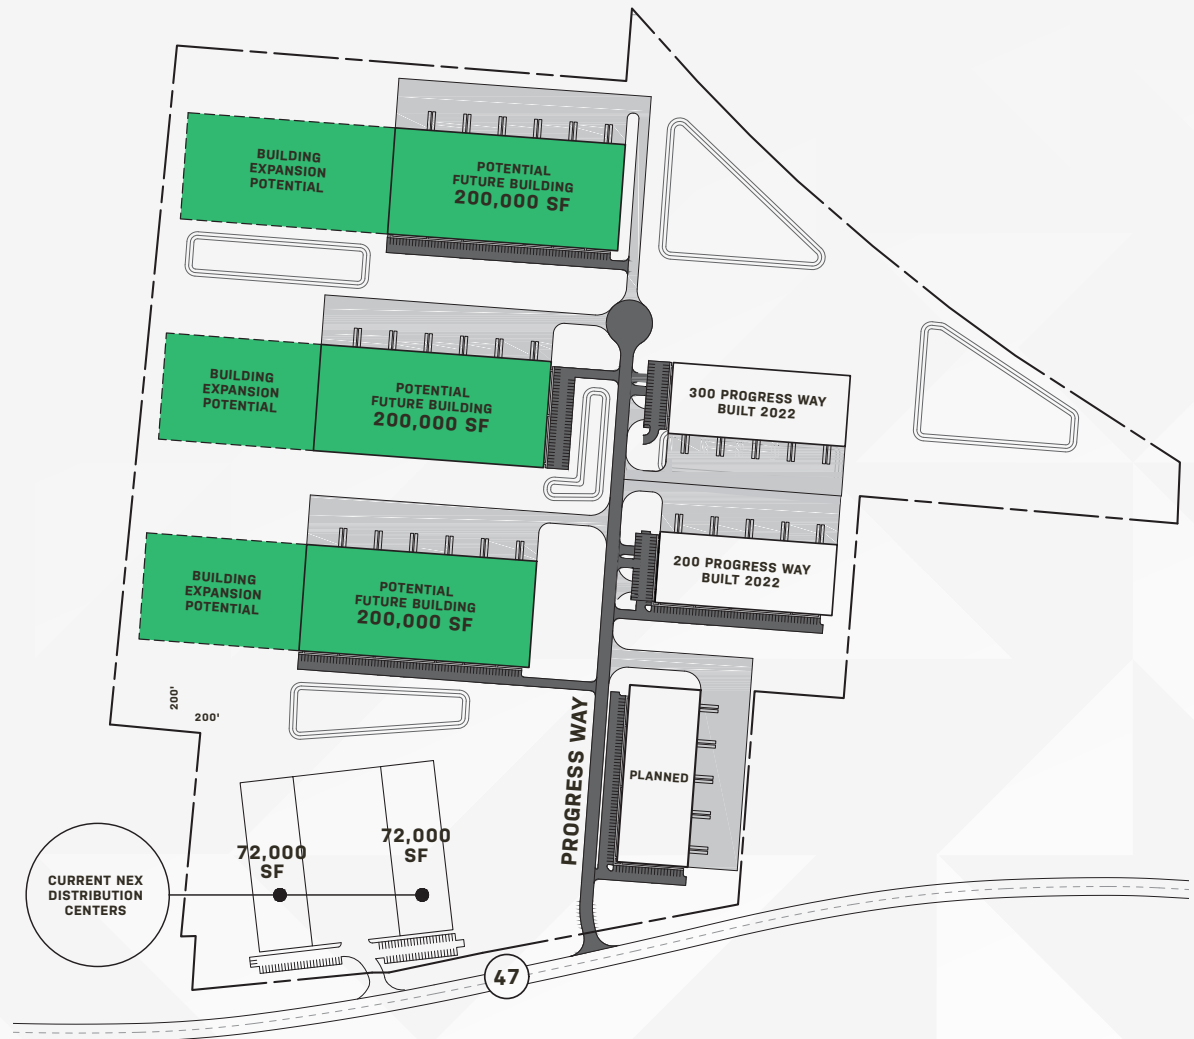 BUILDING
EXPANSION
POTENTIAL
POTENTIAL
FUTURE BUILDING
200,000 SF
BUILDING
EXPANSION
POTENTIAL
POTENTIAL
FUTURE BUILDING
200,000 SF
300 PROGRESS WAY
BUILT 2022
200 PROGRESS WAY
BUILT 2022
BUILDING
EXPANSION
POTENTIAL
POTENTIAL
FUTURE BUILDING
200,000 SF
200'
200'
PROGRESS WAY
PLANNED
72,000
SF
72,000
SF
CURRENT NEX
DISTRIBUTION
CENTERS
47